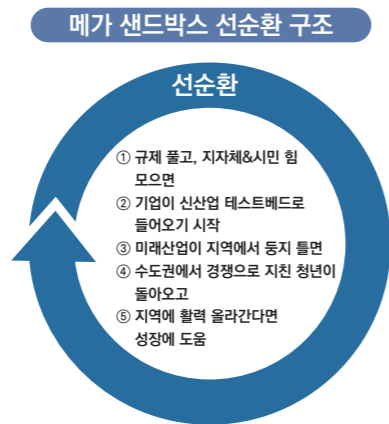 메가 샌드박스 선순환 구조
선순환
① 규제 풀고, 지자체&시민 힘
모으면
② 기업이 신산업 테스트베드로
들어오기 시작
③ 미래산업이 지역에서 둥지 틀면
④ 수도권에서 경쟁으로 지친 청년이
돌아오고
⑤ 지역에 활력 올라간다면
성장에 도움